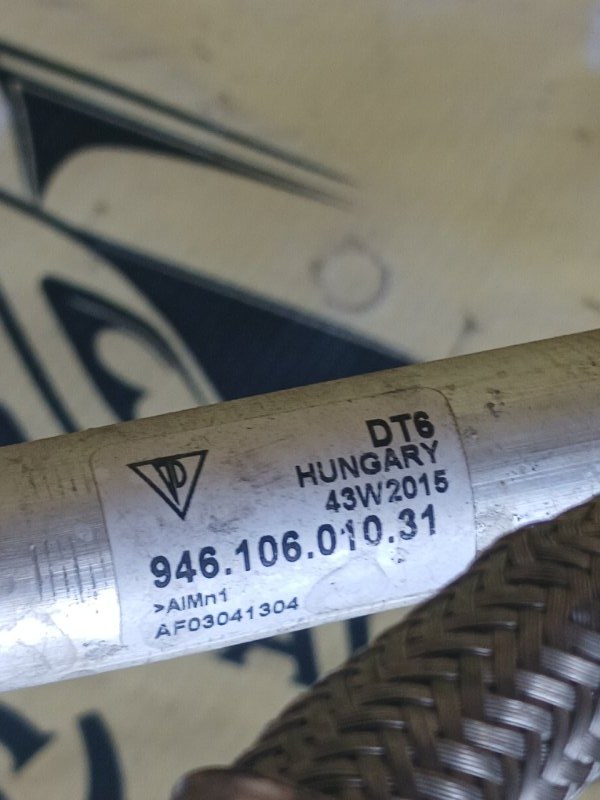 DT6
HUNGARY
43W2015
946.106.010.31
>AlMn1
AF03041304